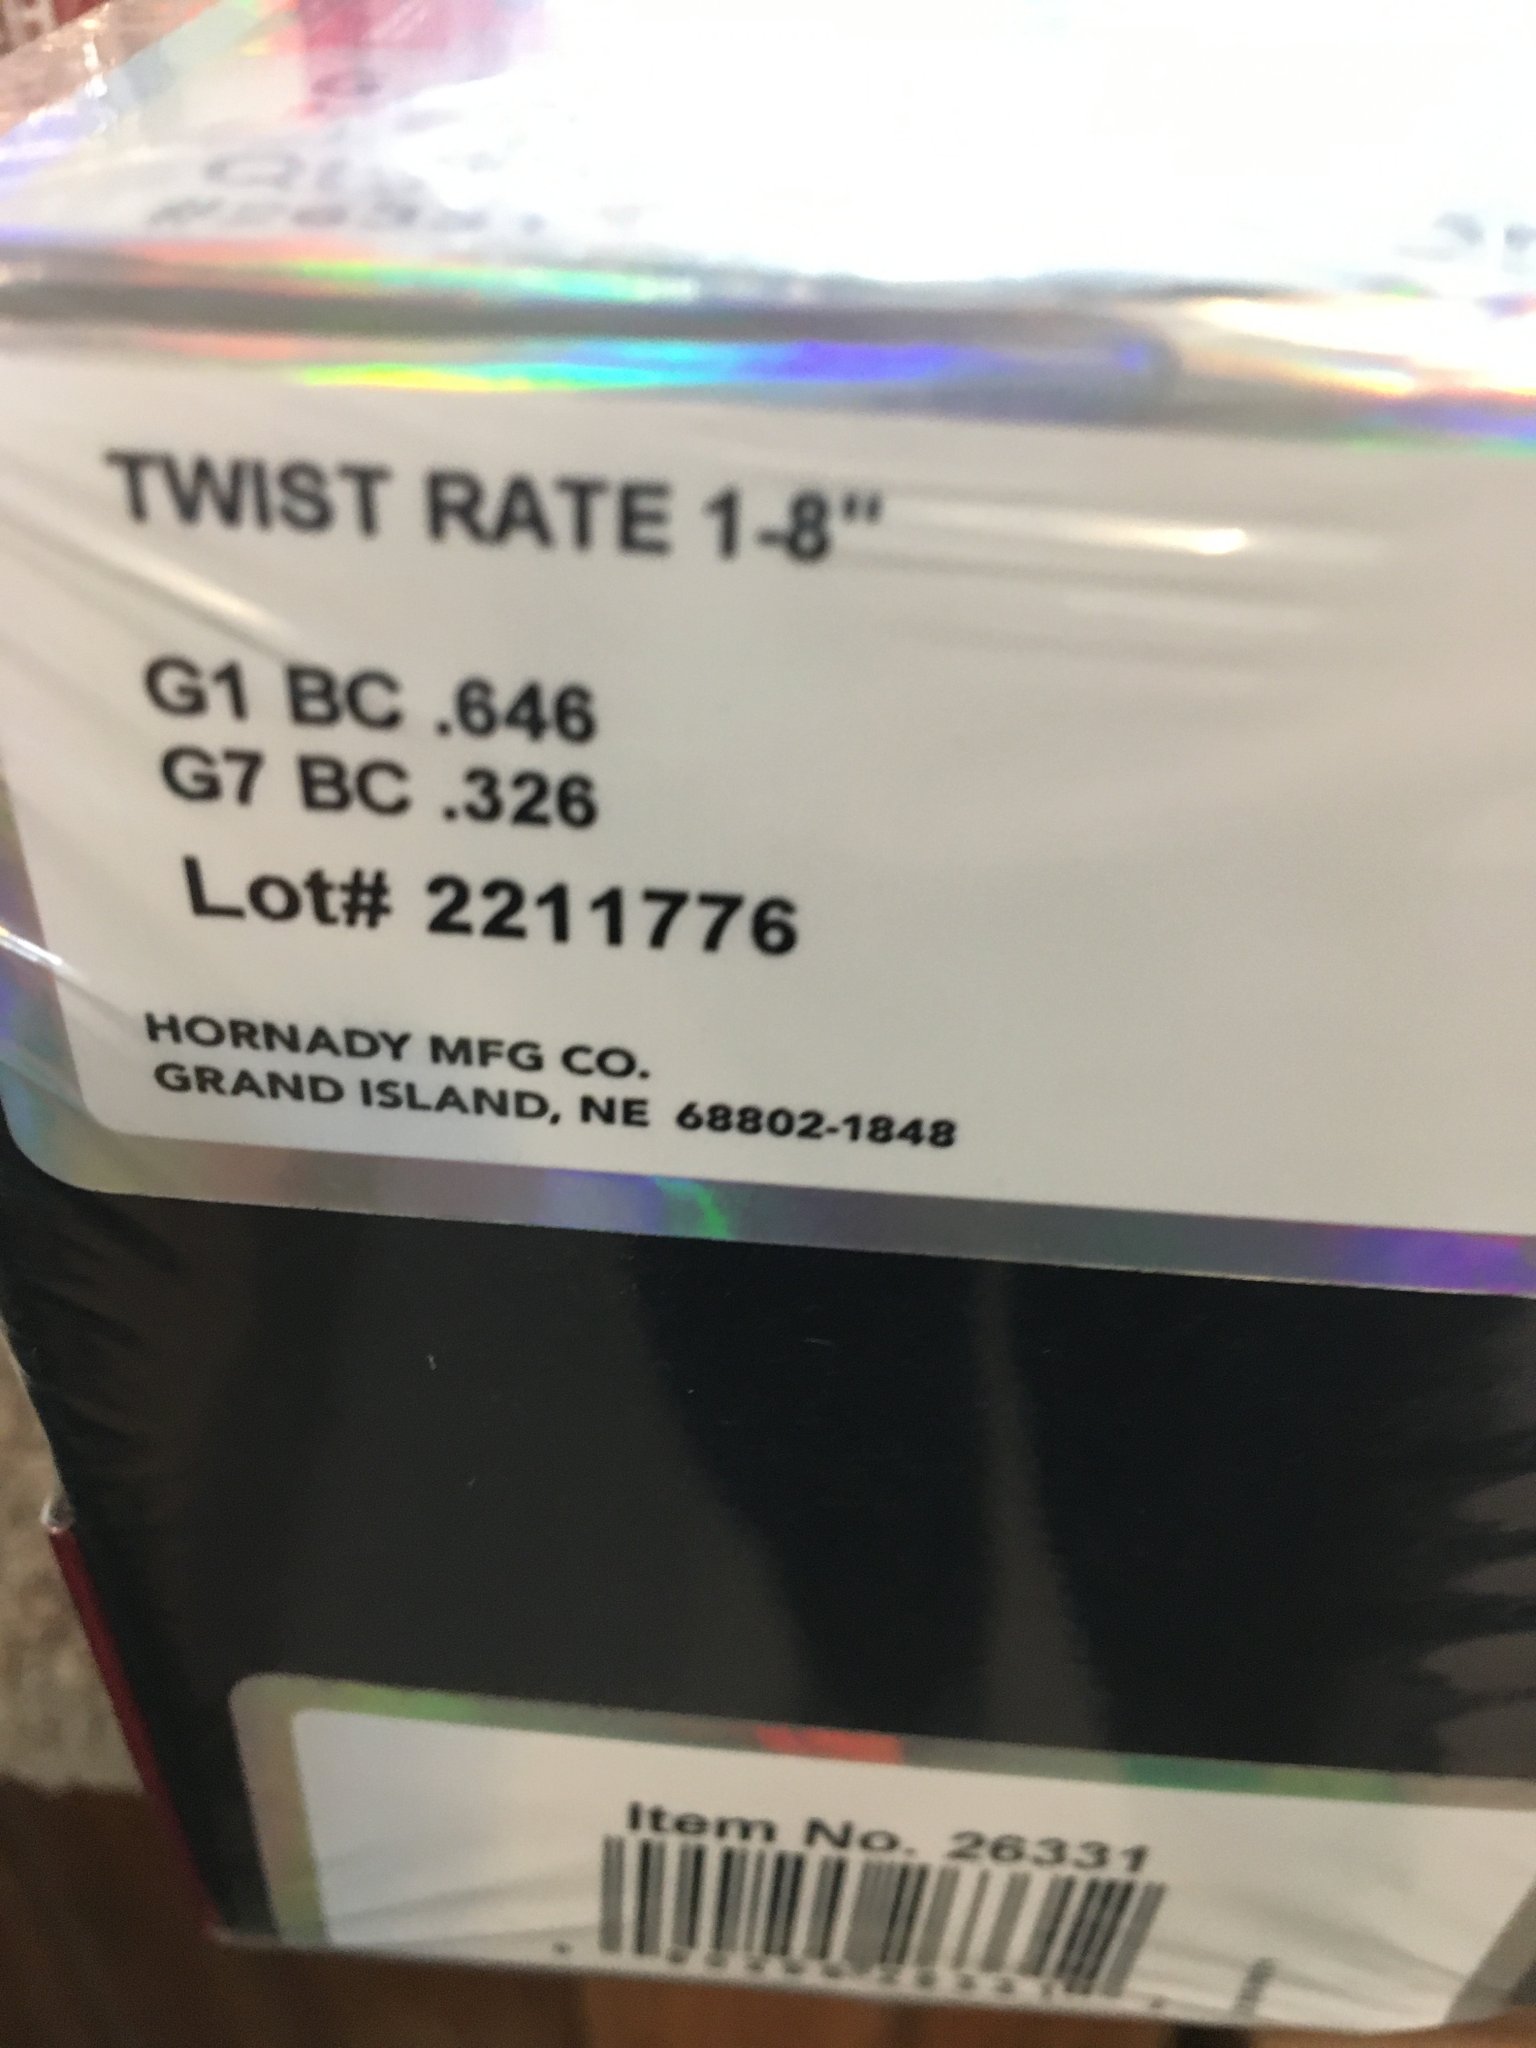 TWIST RATE 1-8"
G1 BC .646
G7 BC .326
Lot# 2211776
HORNADY MFG CO.
GRAND ISLAND, NE 68802-1848
Item No. 26331